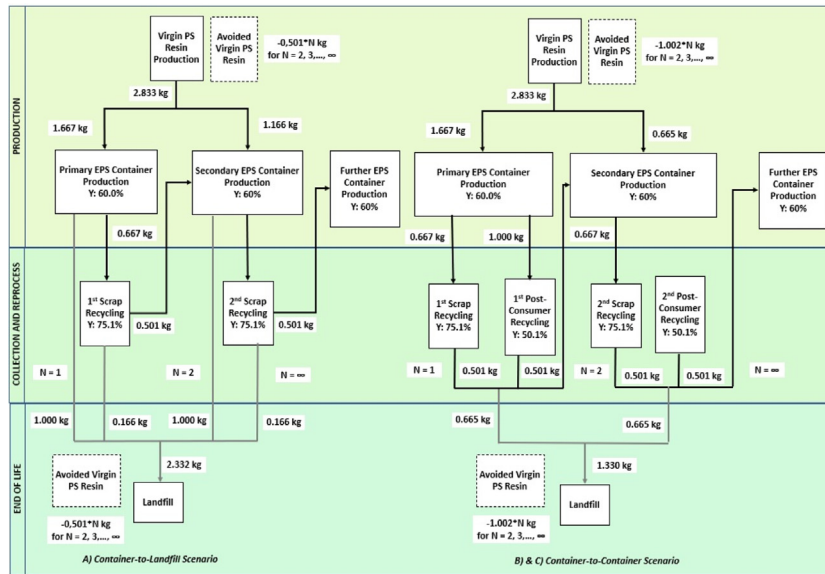 PRODUCTION
Virgin PS
Resin
Production
Avoided
Virgin PS
Resin
-0,501*N kg
for N = 2, 3,..., ∞
2.833 kg
1.667 kg
1.166 kg
Primary EPS Container
Production
Y: 60.0%
Secondary EPS Container
Production
Y: 60%
Further EPS
Container
Production
Y: 60%
0.667 kg
Virgin PS
Resin
Production
Avoided
Virgin PS
Resin
-1.002*N kg
for N = 2, 3,..., ∞
2.833 kg
1.667 kg
0.665 kg
Primary EPS Container
Production
Y: 60.0%
Secondary EPS Container
Production
Y: 60%
Further EPS
Container
Production
Y: 60%
0.667 kg
1.000 kg
0.667 kg
COLLECTION AND REPROCESS
1st Scrap
Recycling
Y: 75.1%
0.501 kg
2nd Scrap
Recycling
Y: 75.1%
0.501 kg
N = 1
N = 2
N = ∞
1st Scrap
Recycling
Y: 75.1%
1st Post-
Consumer
Recycling
Y: 50.1%
2nd Scrap
Recycling
Y: 75.1%
2nd Post-
Consumer
Recycling
Y: 50.1%
N = 1
0.501 kg
0.501 kg
N = 2
0.501 kg
0.501 kg
N = ∞
END OF LIFE
1.000 kg
0.166 kg
1.000 kg
0.166 kg
2.332 kg
Avoided Virgin
PS Resin
Landfill
-0,501*N kg
for N = 2, 3,..., ∞
A) Container-to-Landfill Scenario
0.665 kg
0.665 kg
1.330 kg
Avoided Virgin
PS Resin
Landfill
-1.002*N kg
for N = 2, 3,..., ∞
B) & C) Container-to-Container Scenario